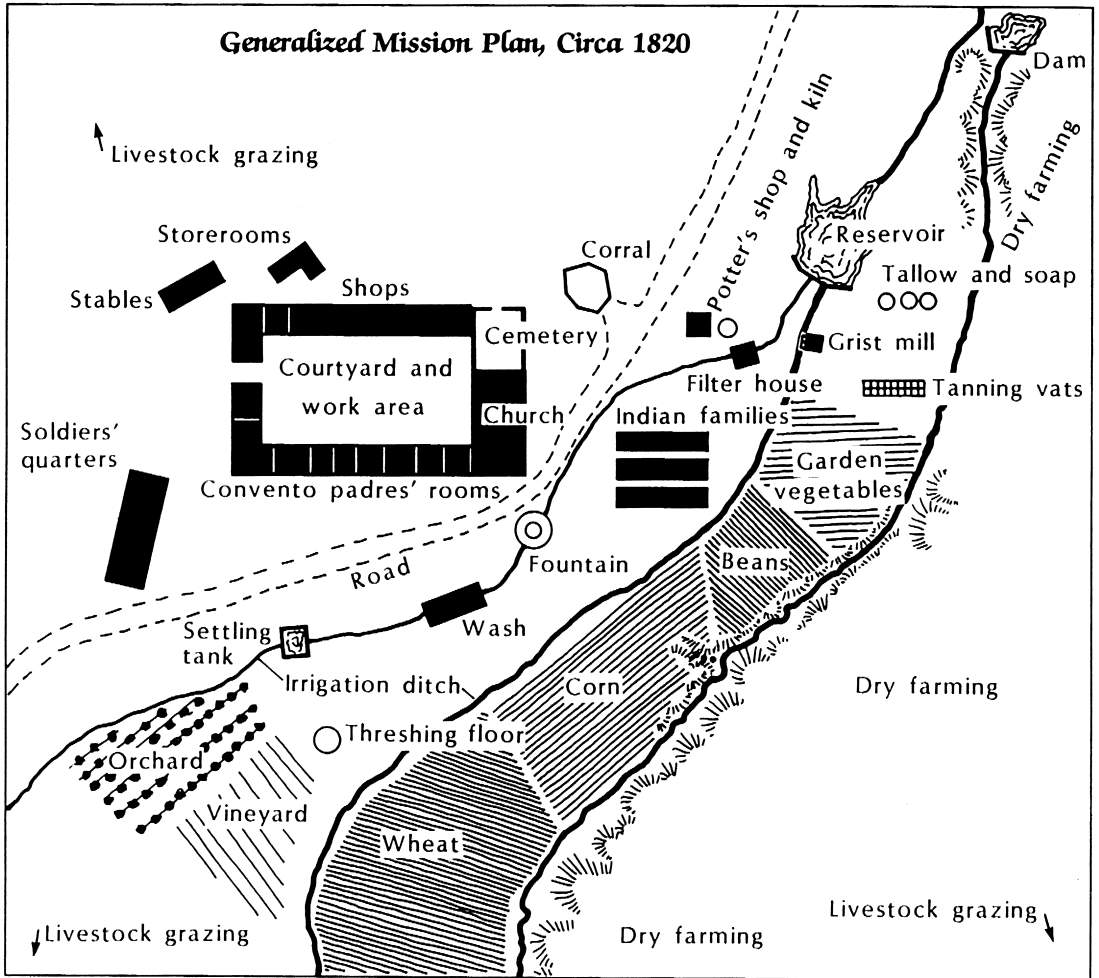 Generalized Mission Plan, Circa 1820
Dam
Livestock grazing
Potter's shop and kiln
Dry farming
Storerooms
Reservoir
Corral
Tallow and soap
Stables
Shops
Cemetery
Grist mill
Courtyard and
work area
Filter house
Tanning vats
Church
Indian families
Soldiers'
quarters
Garden
vegetables
Convento padres' rooms
Fountain
Beans
Road
Wash
Settling
tank
Irrigation ditch
Corn
Dry farming
Threshing floor
Orchard
Vineyard
Wheat
Livestock grazing
Dry farming
Livestock grazing